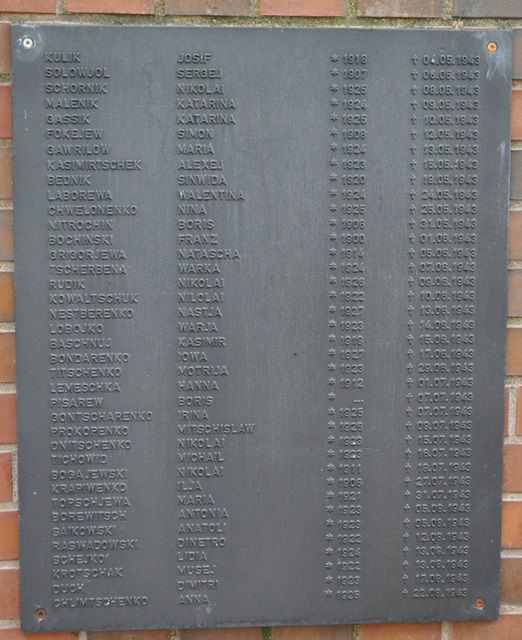 KULIK JOSIF * 1918 † 04.05.1943
SOLOWJOL SERGEJ * 1907 † 06.05.1943
SCHORNIK NIKOLAI * 1925 † 08.05.1943
MALENIK KATARINA * 1924 † 09.05.1943
GASSIK KATARINA * 1925 † 10.05.1943
FOKEJEW SIMON * 1908 † 12.05.1943
GAWRILOW MARIA * 1924 † 13.05.1943
KASIMIRTSCHEK ALEXEJ * 1923 † 15.05.1943
BEDNIK SINWIDA * 1920 † 19.05.1943
LABOREWA WALENTINA * 1924 † 24.05.1943
CHWELONENKO NINA * 1925 † 25.05.1943
MITROCHIN BORIS * 1906 † 31.05.1943
BOCHINSKI FRANZ * 1900 † 01.06.1943
GRIGORJEWA NATASCHA * 1914 † 05.06.1943
TSCHERBENA WARKA * 1924 † 07.06.1943
RUDIK NIKOLAI * 1926 † 09.06.1943
KOWALTSCHUK NILOLAI * 1922 † 10.06.1943
NESTBERENKO NASTJA * 1927 † 13.06.1943
LOBOJKO WARJA * 1923 † 14.06.1943
BASCHNUJ KASIMIR * 1919 † 15.06.1943
BONDARENKO IOWA * 1927 † 17.06.1943
TITSCHENKO MOTRIJA * 1923 † 29.06.1943
LEMESCHKA HANNA * 1912 † 01.07.1943
PISAREW BORIS * ... † 07.07.1943
GONTSCHARENKO IRINA * 1925 † 07.07.1943
PROKOPENKO MITSCHISLAW * 1926 † 09.07.1943
ONITSCHENKO NIKOLAI * 1923 † 15.07.1943
TICHOWID MICHAIL * 1923 † 16.07.1943
BOGAJEWSKI NIKOLAI * 1911 † 18.07.1943
KRAPIWENKO ILJA * 1906 † 27.07.1943
TOPSCHIJEWA MARIA * 1921 † 31.07.1943
BOREWITSCH ANTONIA * 1923 † 05.08.1943
BAIKOWSKI ANATOLI * 1923 † 05.08.1943
RASWADOWSKI DINETRO * 1922 † 12.08.1943
SCHEJKO LIDIA * 1924 † 13.08.1943
KROTSCHAK MUSEJ * 1922 † 13.08.1943
DUCH DIMITRI * 1923 † 17.08.1943
CHLIMTSCHENKO ANNA * 1925 † 22.08.1943